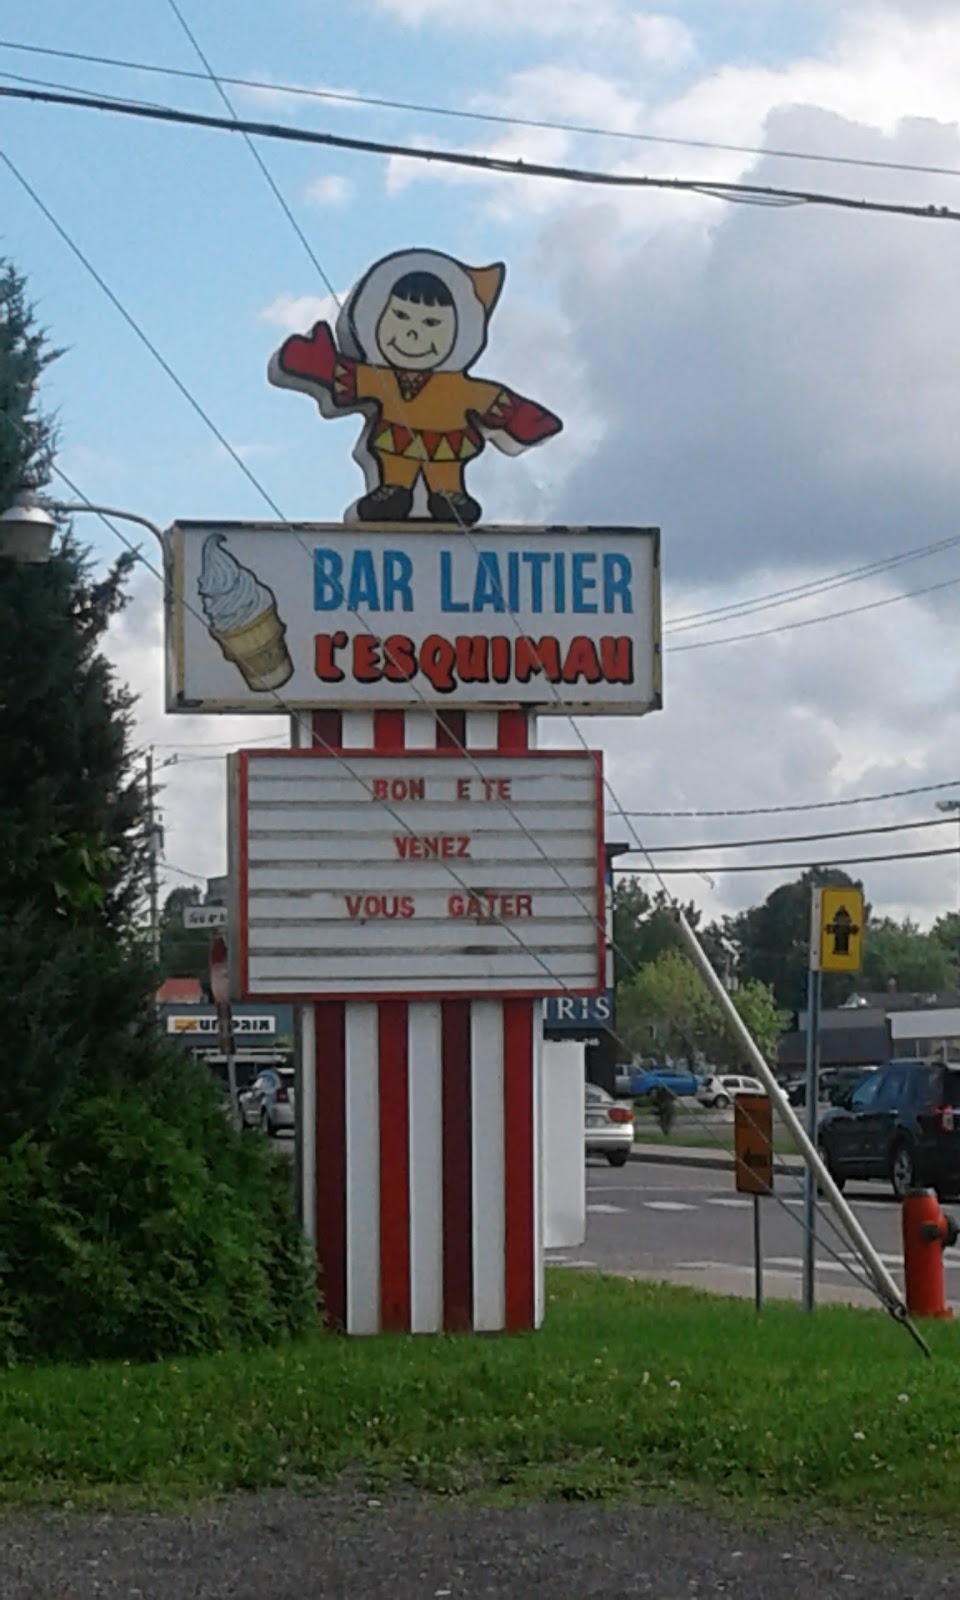 BAR LAITIER
L'ESQUIMAU
BON ETE
VENEZ
VOUS GATER
UNIPRIX
IRIS